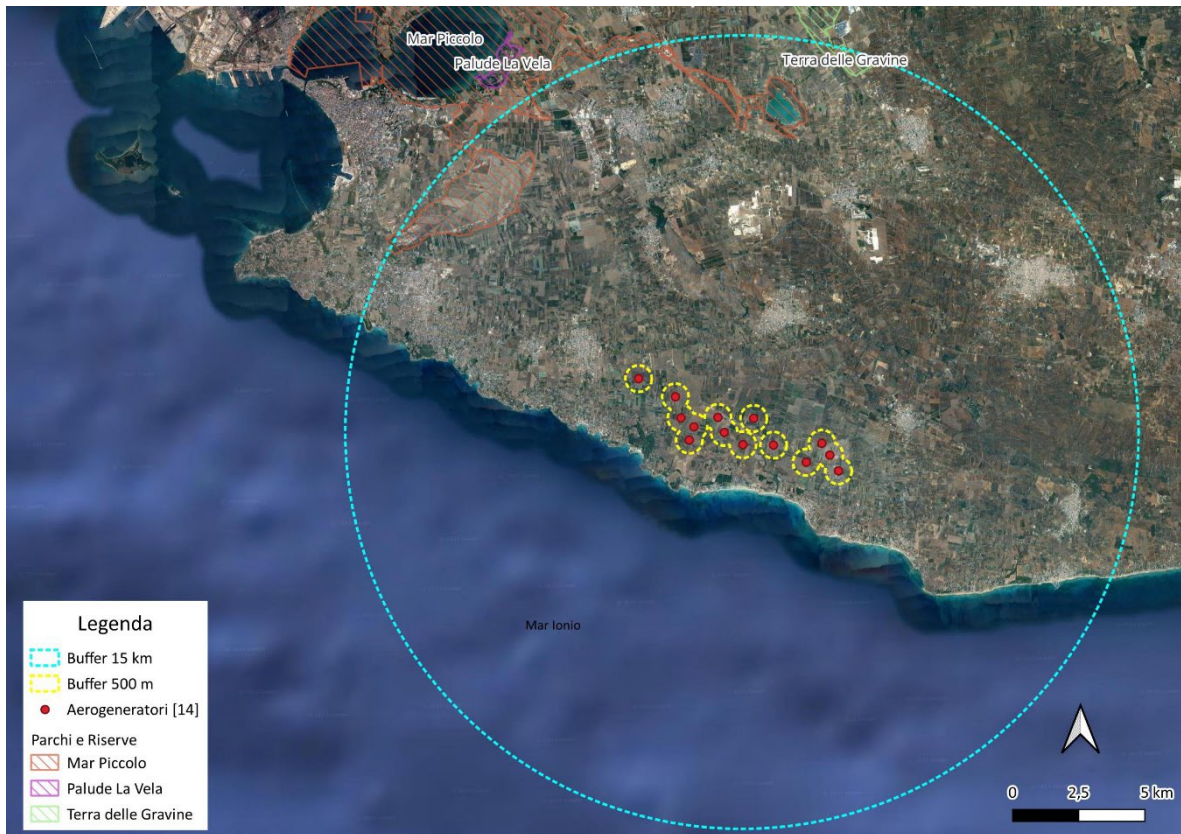 Mar Piccolo
Palude La Vela
Terra delle Gravine
Mar Ionio
Legenda
Buffer 15 km
Buffer 500 m
Aerogeneratori [14]
Parchi e Riserve
Mar Piccolo
Palude La Vela
Terra delle Gravine
0 2,5 5 km